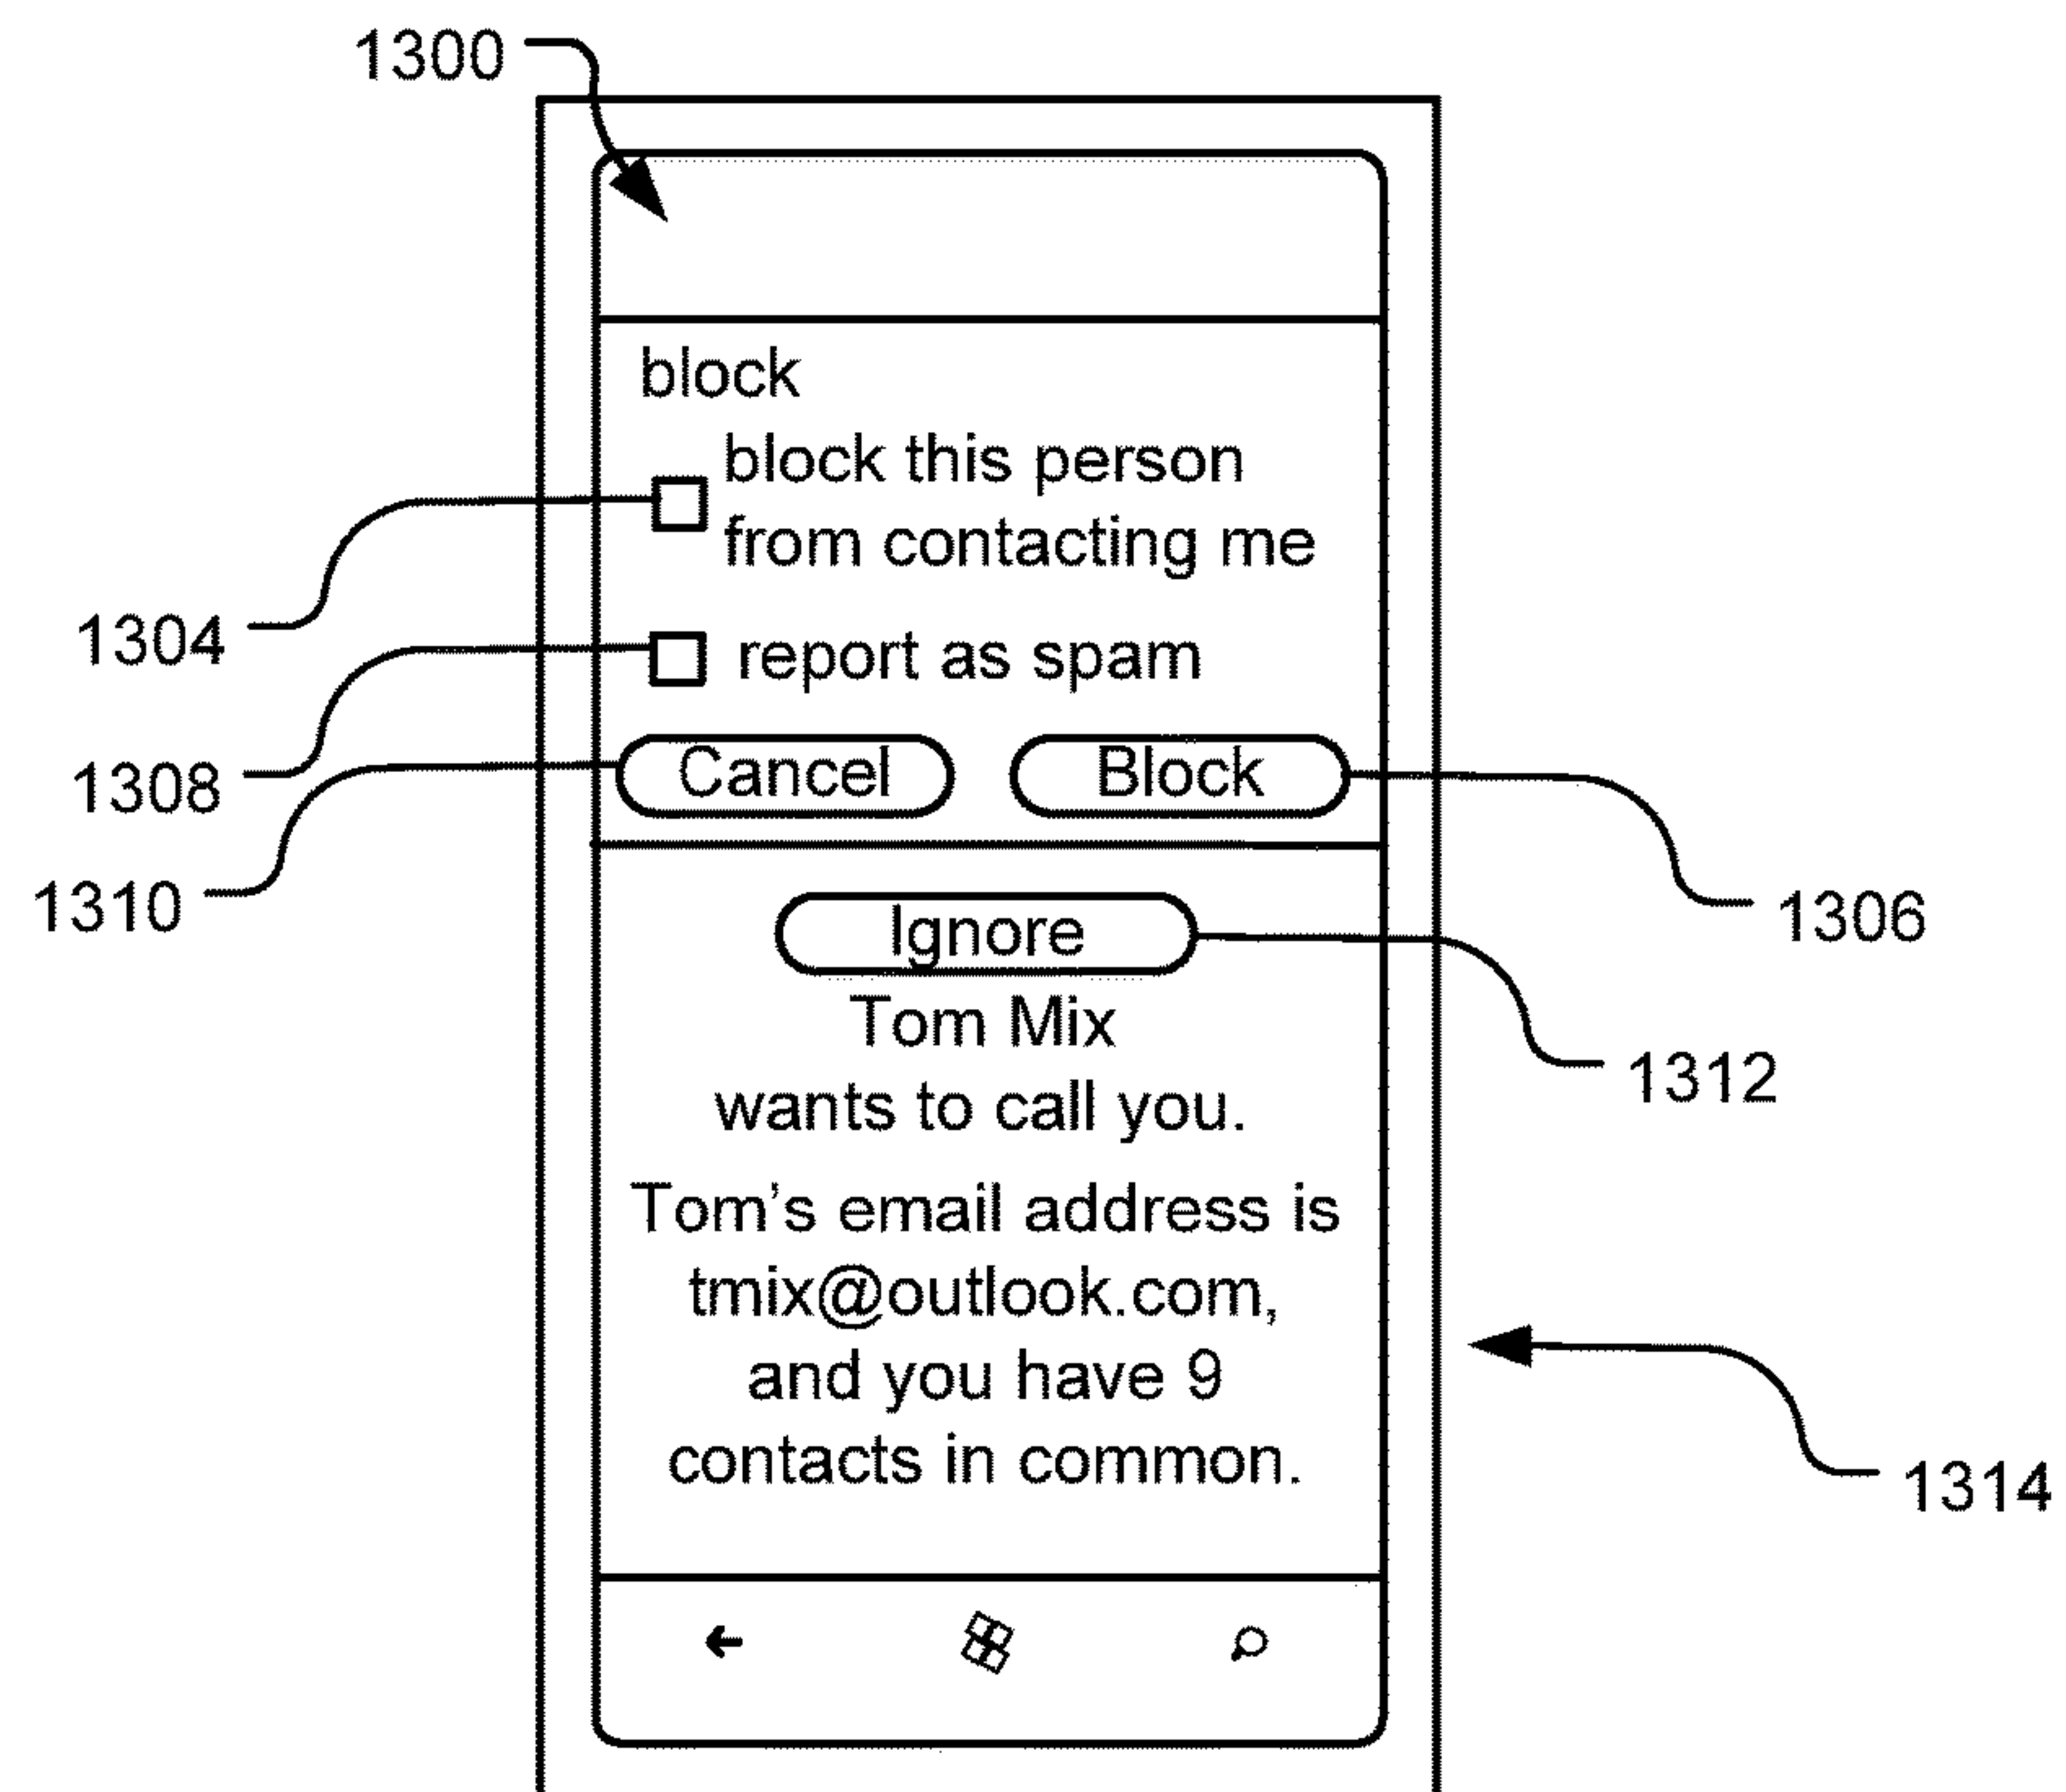 1300
block
block this person
from contacting me
1304
report as spam
1308
Cancel
Block
1310
1306
Ignore
1312
Tom Mix
wants to call you.
Tom's email address is
tmix@outlook.com,
and you have 9
contacts in common.
1314